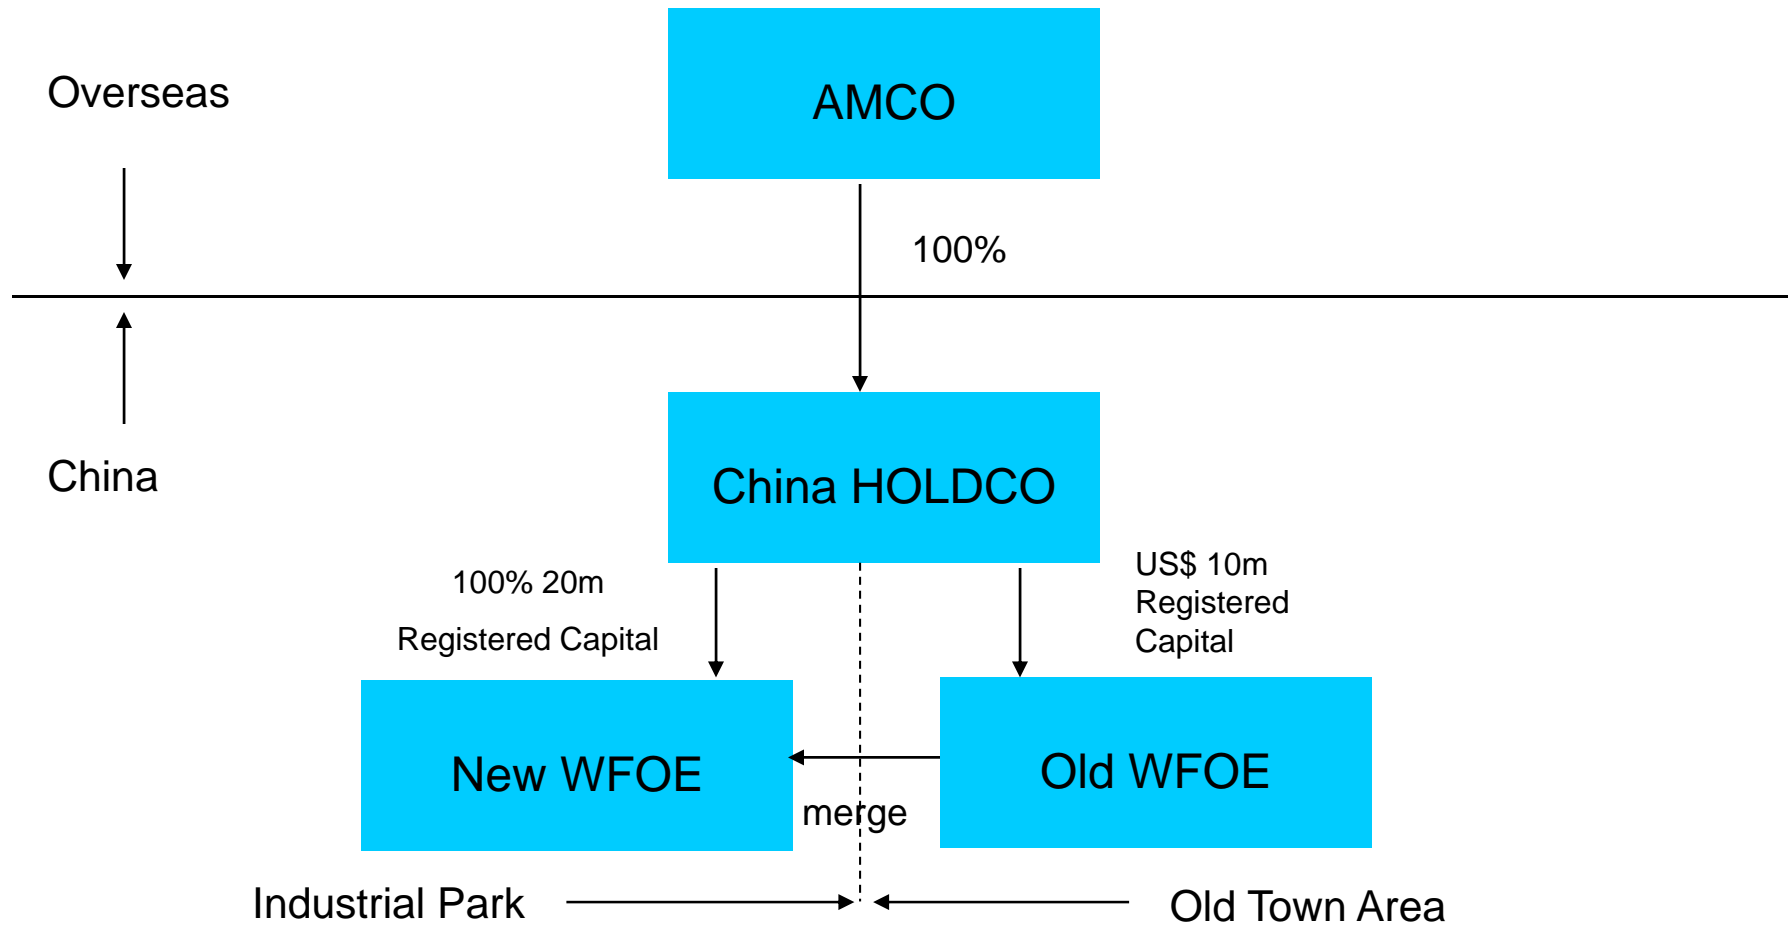 AMCO
Overseas
100%
China
China HOLDCO
100% 20m
Registered Capital
US$ 10m
Registered
Capital
New WFOE
Old WFOE
merge
Industrial Park
Old Town Area